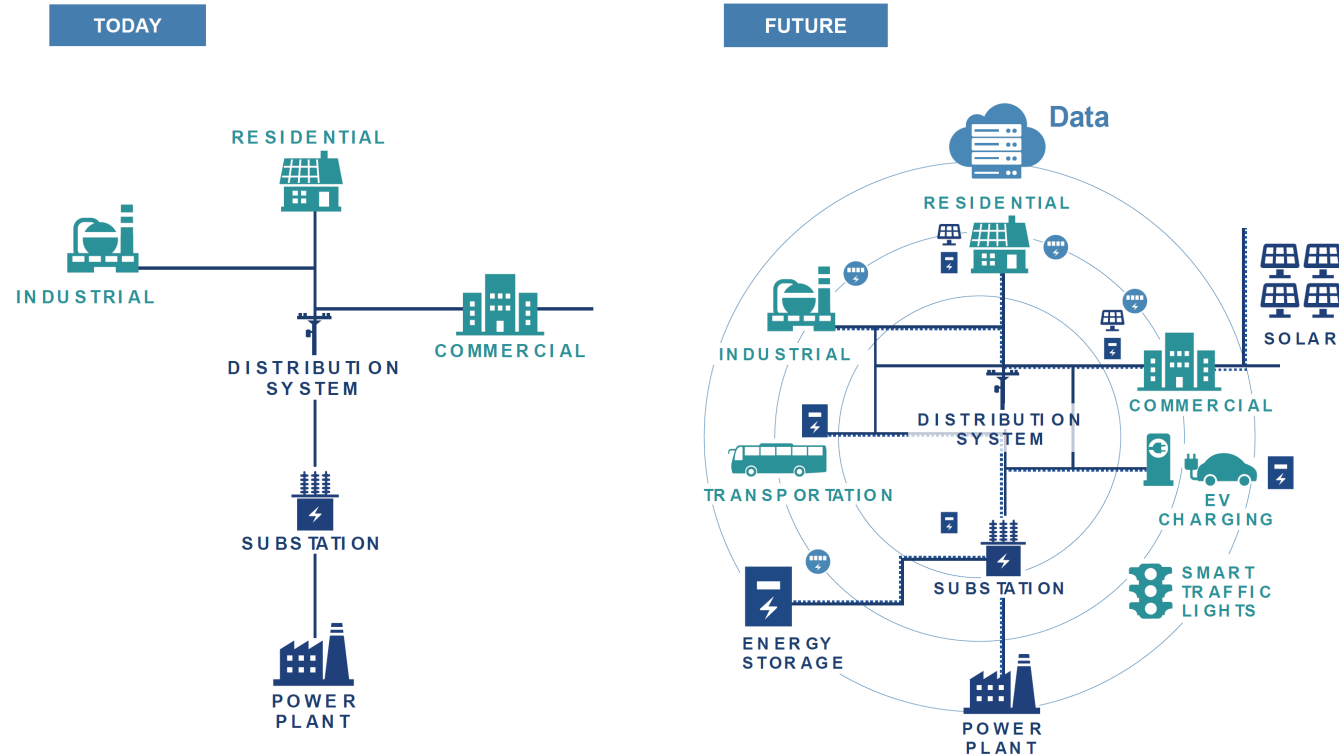 TODAY
RESIDENTIAL
INDUSTRIAL
COMMERCIAL
DISTRIBUTION
SYSTEM
SUBSTATION
POWER
PLANT
FUTURE
Data
RESIDENTIAL
SOLAR
INDUSTRIAL
COMMERCIAL
DISTRIBUTION
SYSTEM
TRANSPORTATION
EV
CHARGING
SUBSTATION
SMART
TRAFFIC
LIGHTS
ENERGY
STORAGE
POWER
PLANT